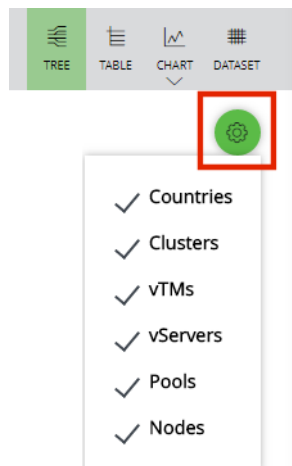 TREE TABLE CHART DATASET
Countries
Clusters
vTMs
vServers
Pools
Nodes